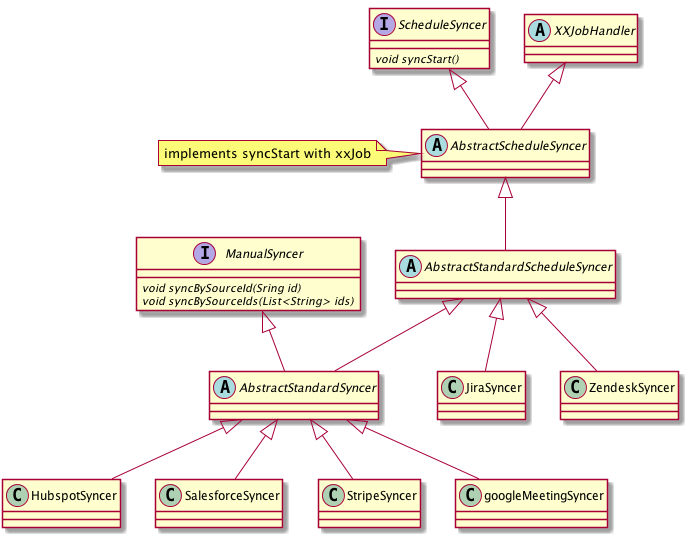 I ScheduleSyncer
void syncStart()
A XXJobHandler
A AbstractScheduleSyncer
implements syncStart with xxJob
I ManualSyncer
void syncBySourceId(Sring id)
void syncBySourceIds(List<String> ids)
A AbstractStandardScheduleSyncer
A AbstractStandardSyncer
C JiraSyncer
C ZendeskSyncer
C HubspotSyncer
C SalesforceSyncer
C StripeSyncer
C googleMeetingSyncer